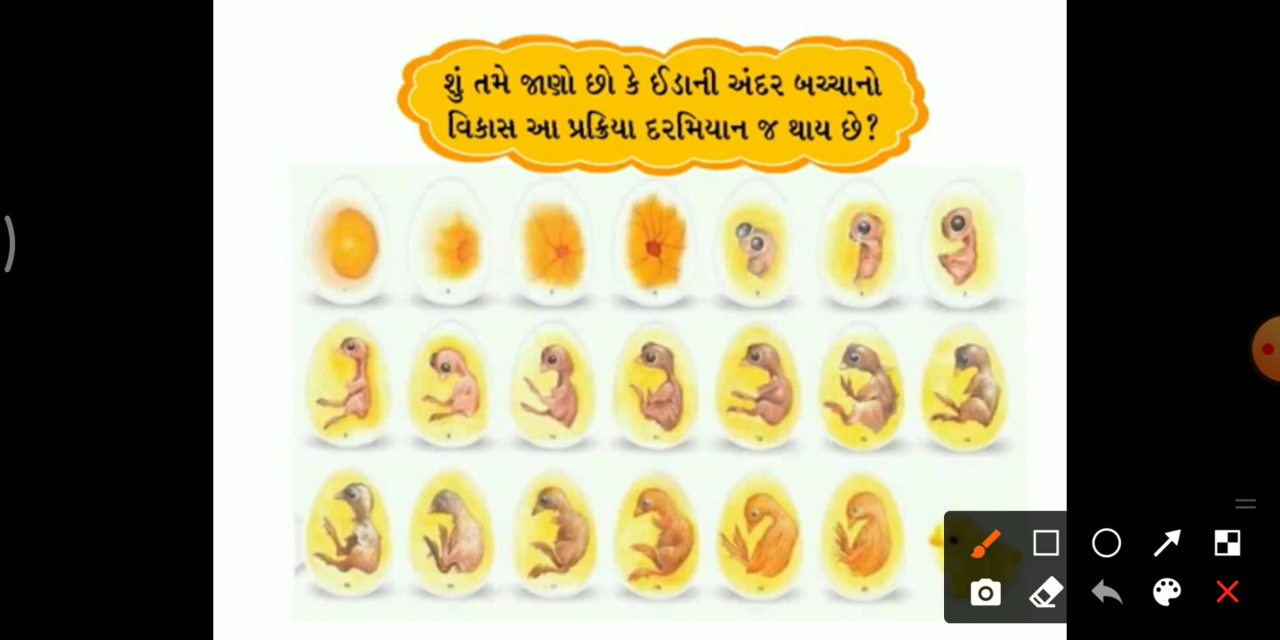 શું તમે જાણો છો કે ઈંડાની અંદર બચ્ચાનો
વિકાસ આ પ્રક્રિયા દરમિયાન જ થાય છે?